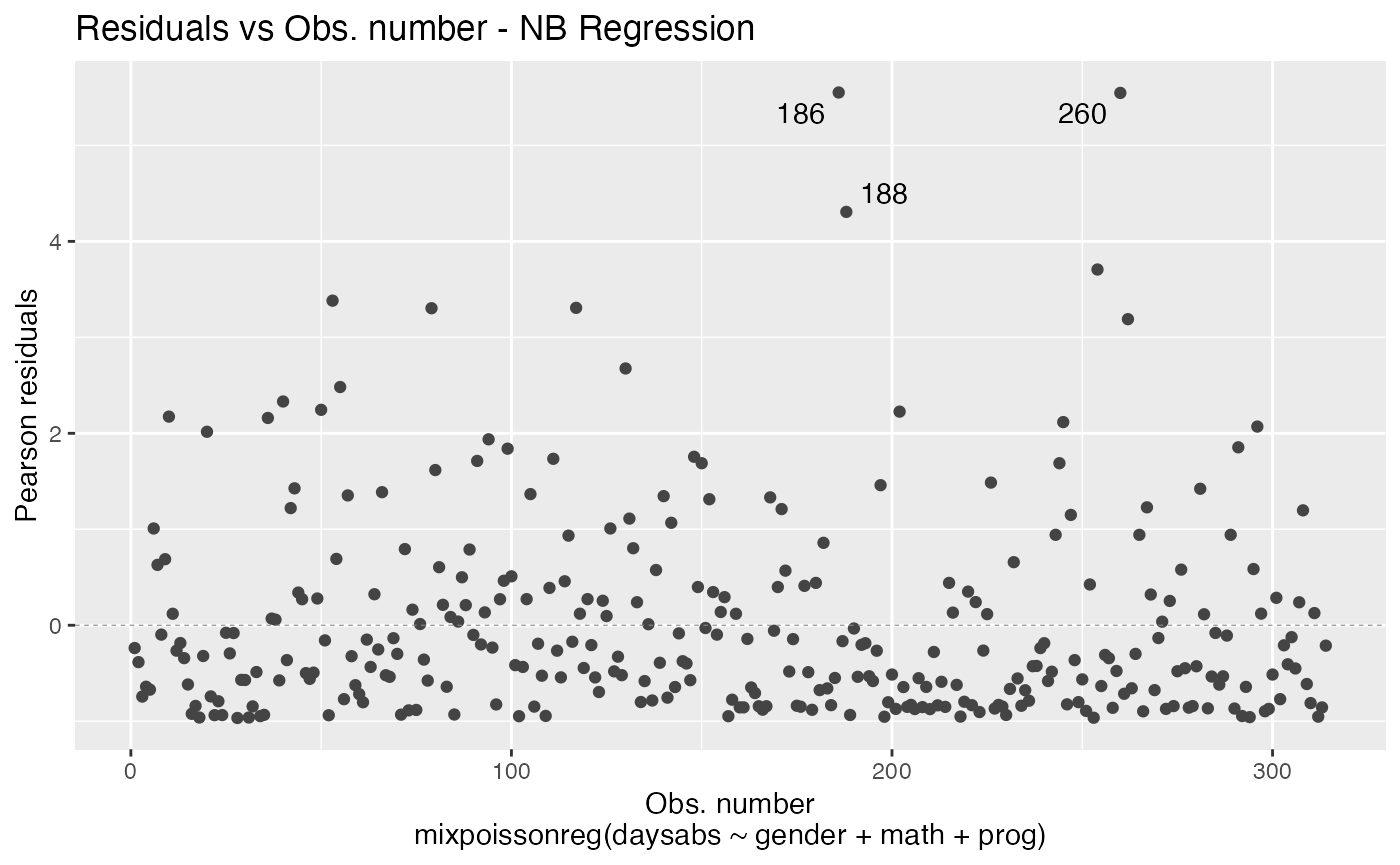 Residuals vs Obs. number - NB Regression
186
260
188
4
2
0
Pearson residuals
0 100 200 300
Obs. number
mixpoissonreg(daysabs ~ gender + math + prog)